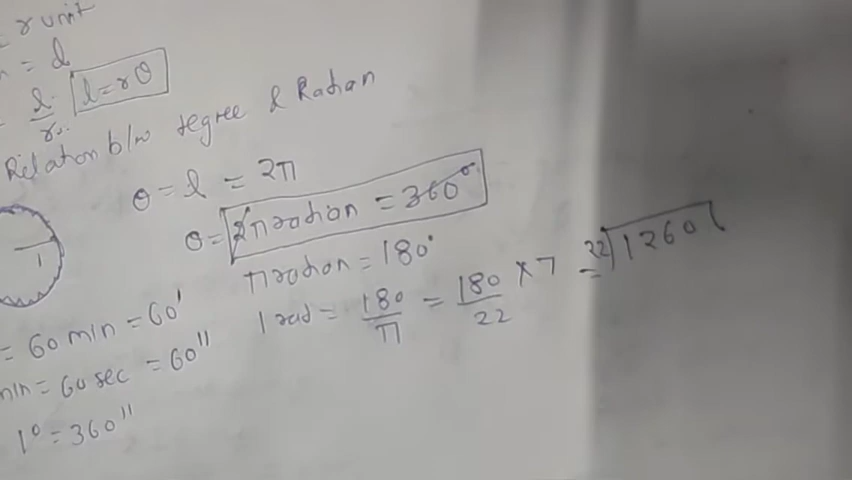 = r unit
= l
l/r [l = rθ]
Relation b/w degree & Radian
θ = l = 2π
θ = 2π radian = 360°
π radian = 180°
1 rad = 180/π = 180/22 × 7 = 22)1260(
1
= 60 min = 60'
min = 60 sec = 60''
1° = 360''